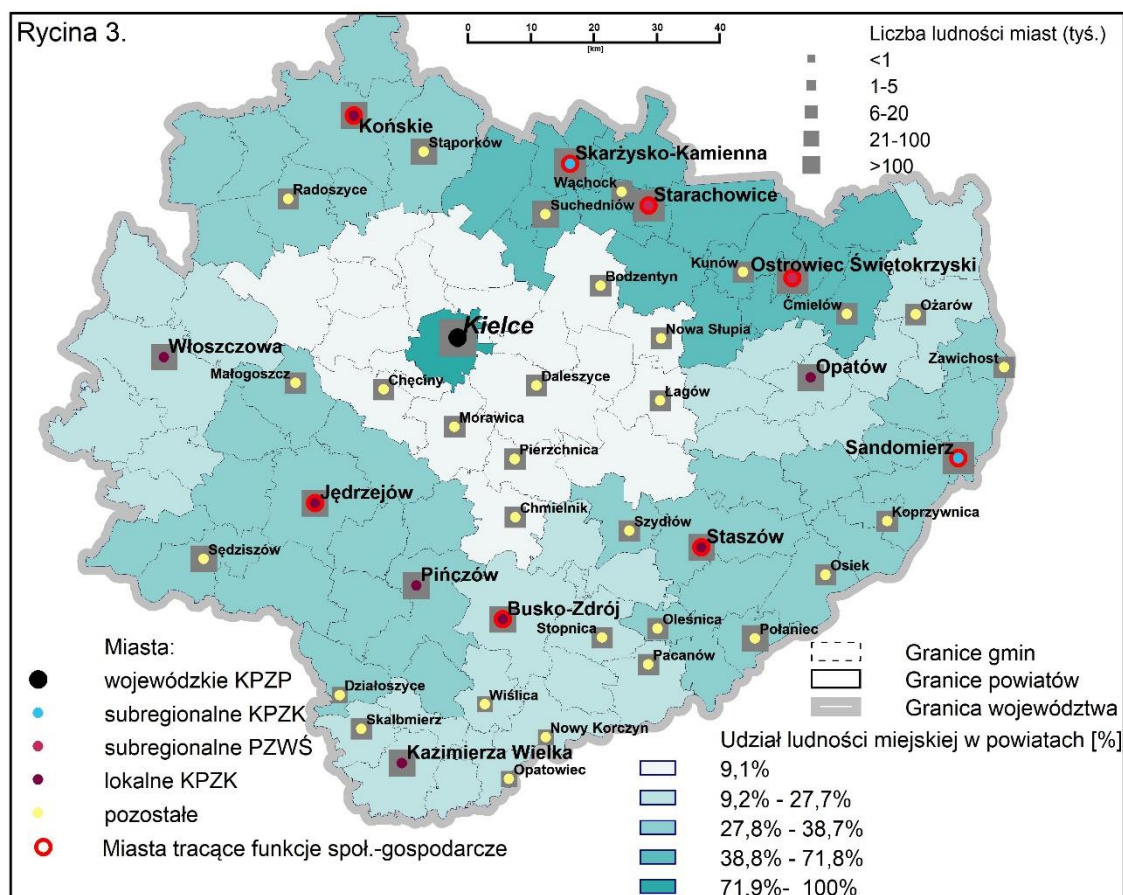 Rycina 3.
0 10 20 30 40
[km]
Liczba ludności miast (tyś.)
<1
1-5
6-20
21-100
>100
Końskie
Stąporków
Radoszyce
Skarżysko-Kamienna
Wąchock
Starachowice
Suchedniów
Bodzentyn
Kunów
Ostrowiec Świętokrzyski
Ćmielów
Ożarów
Kielce
Nowa Słupia
Włoszczowa
Małogoszcz
Chęciny
Daleszyce
Łagów
Opatów
Zawichost
Morawica
Pierzchnica
Sandomierz
Jędrzejów
Chmielnik
Szydłów
Staszów
Koprzywnica
Sędziszów
Pińczów
Osiek
Busko-Zdrój
Stopnica
Oleśnica
Połaniec
Pacanów
Działoszyce
Wiślica
Skalbmierz
Nowy Korczyn
Kazimierza Wielka
Opatowiec
Miasta:
wojewódzkie KPZP
subregionalne KPZK
subregionalne PZWŚ
lokalne KPZK
pozostałe
Miasta tracące funkcje społ.-gospodarcze
Granice gmin
Granice powiatów
Granica województwa
Udział ludności miejskiej w powiatach [%]
9,1%
9,2% - 27,7%
27,8% - 38,7%
38,8% - 71,8%
71,9%- 100%